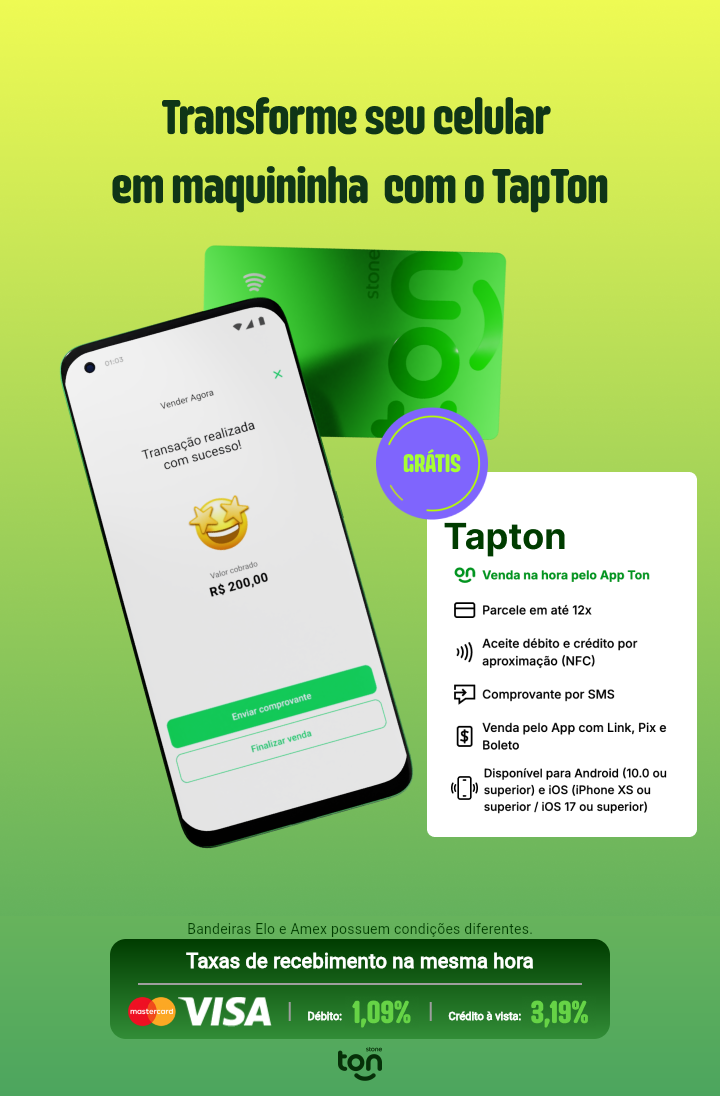 Transforme seu celular
em maquininha com o TapTon
stone
ton
01:03
Vender Agora
Transação realizada
com sucesso!
Valor cobrado
R$ 200,00
Enviar comprovante
Finalizar venda
GRÁTIS
Tapton
on Venda na hora pelo App Ton
Parcele em até 12x
Aceite débito e crédito por
aproximação (NFC)
Comprovante por SMS
Venda pelo App com Link, Pix e
Boleto
Disponível para Android (10.0 ou
superior) e iOS (iPhone XS ou
superior / iOS 17 ou superior)
Bandeiras Elo e Amex possuem condições diferentes.
Taxas de recebimento na mesma hora
mastercard VISA | Débito: 1,09% | Crédito à vista: 3,19%
stone
ton